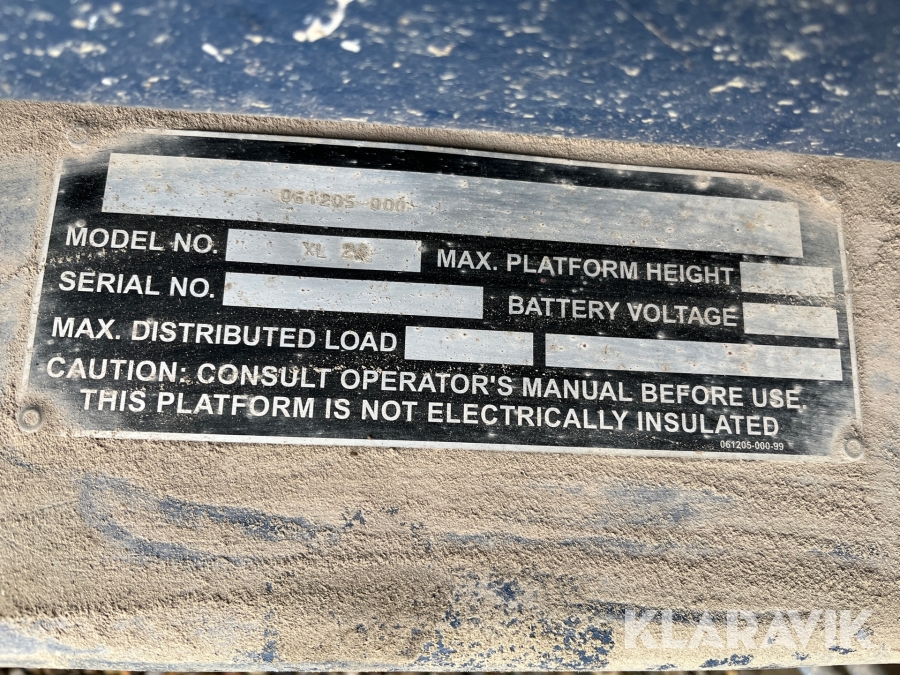 061205-000
MODEL NO. XL
MAX. PLATFORM HEIGHT
SERIAL NO.
BATTERY VOLTAGE
MAX. DISTRIBUTED LOAD
CAUTION: CONSULT OPERATOR'S MANUAL BEFORE USE.
THIS PLATFORM IS NOT ELECTRICALLY INSULATED
061205-000-99
KLARAVIK